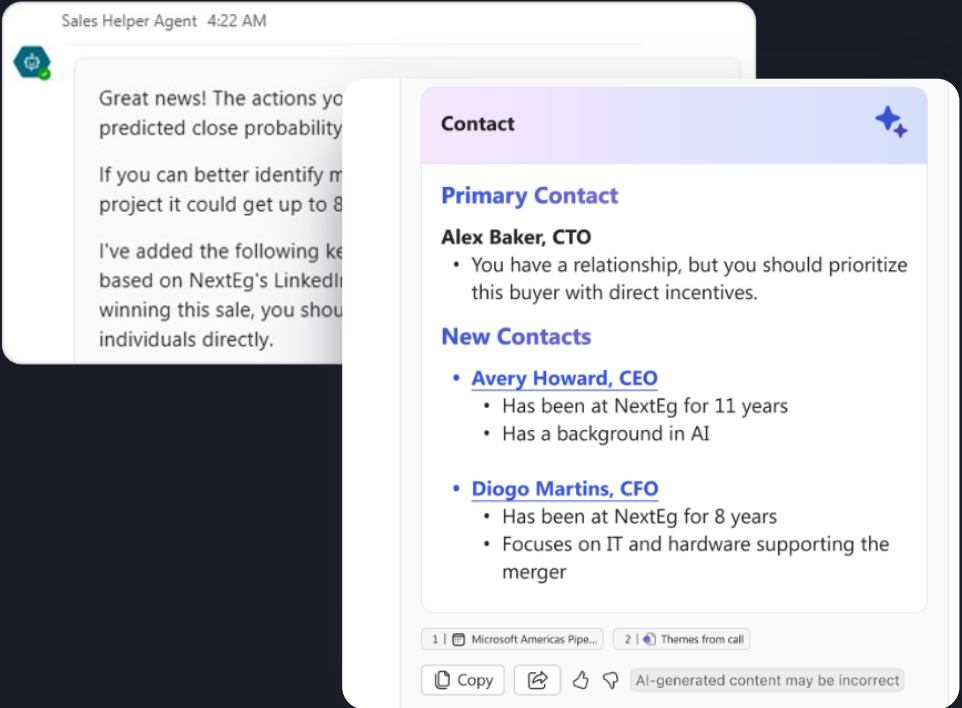 Sales Helper Agent 4:22 AM
Great news! The actions yo
predicted close probability
If you can better identify m
project it could get up to 8
I've added the following ke
based on NextEg's LinkedIn
winning this sale, you shou
individuals directly.
Contact
Primary Contact
Alex Baker, CTO
• You have a relationship, but you should prioritize
this buyer with direct incentives.
New Contacts
• Avery Howard, CEO
• Has been at NextEg for 11 years
• Has a background in AI
• Diogo Martins, CFO
• Has been at NextEg for 8 years
• Focuses on IT and hardware supporting the
merger
1 | Microsoft Americas Pipe... 2 | Themes from call
Copy AI-generated content may be incorrect